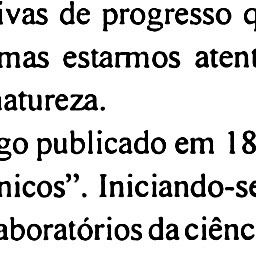 ivas de progresso q
mas estarmos atent
natureza.
go publicado em 18
nicos”. Iniciando-se
aboratórios da ciênc